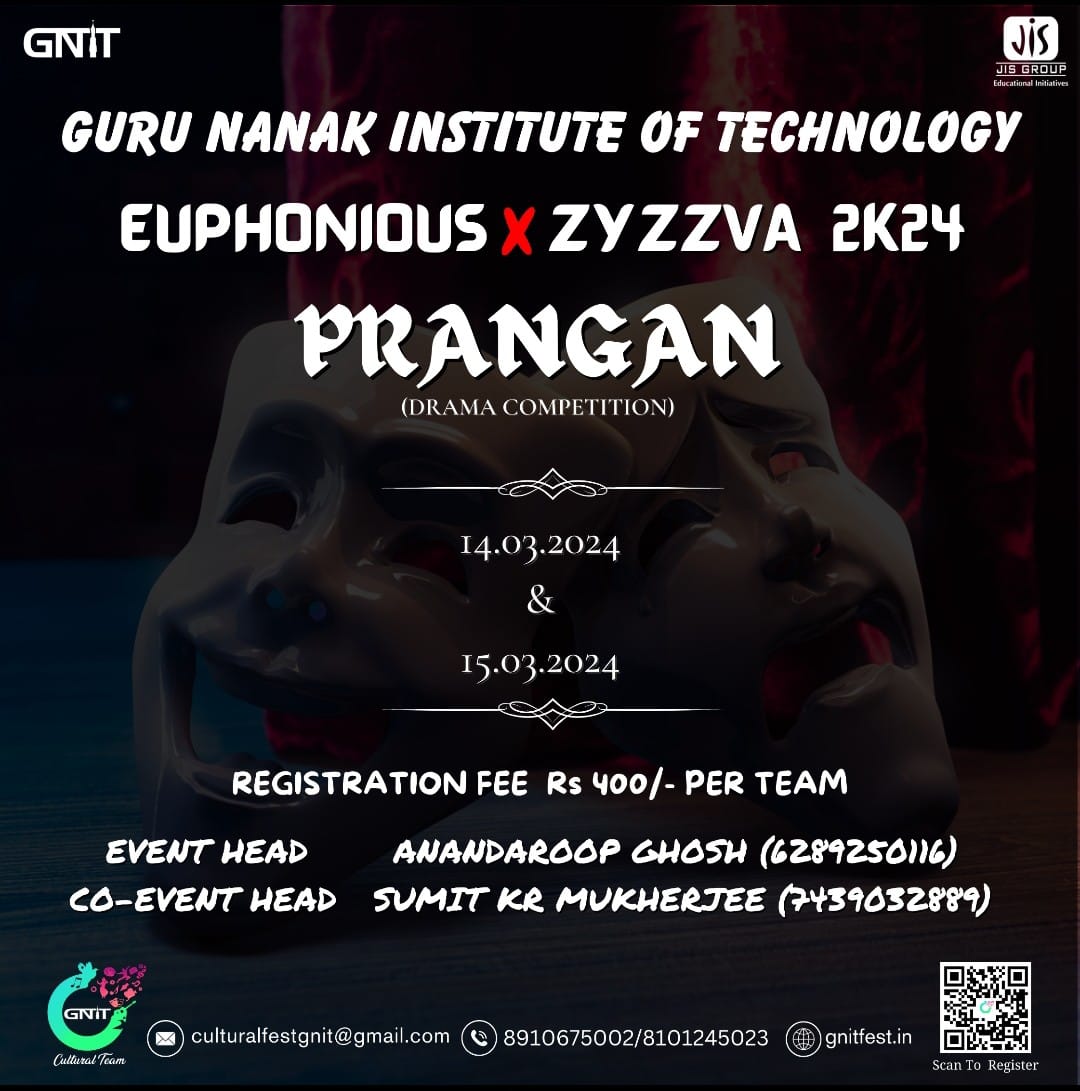 GNIT
JIS
JIS GROUP
Educational Initiatives
GURU NANAK INSTITUTE OF TECHNOLOGY
EUPHONIOUS X ZYZZVA 2K24
PRANGAN
(DRAMA COMPETITION)
14.03.2024
&
15.03.2024
REGISTRATION FEE Rs 400/- PER TEAM
EVENT HEAD ANANDAROOP GHOSH (6289250116)
CO-EVENT HEAD SUMIT KR MUKHERJEE (7439032889)
GNIT
Cultural Team
culturalfestgnit@gmail.com 8910675002/8101245023 gnitfest.in
Scan To Register